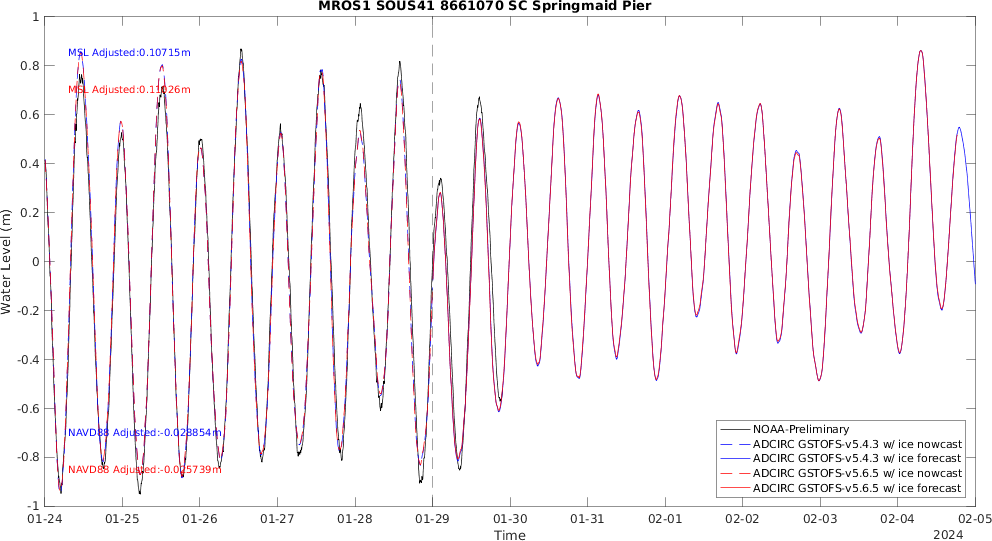 MROS1 SOUS41 8661070 SC Springmaid Pier
1
0.8
0.6
0.4
0.2
0
-0.2
-0.4
-0.6
-0.8
-1
Water Level (m)
MSL Adjusted:0.10715m
MSL Adjusted:0.11026m
NAVD88 Adjusted:-0.028854m
NAVD88 Adjusted:-0.025739m
NOAA-Preliminary
ADCIRC GSTOFS-v5.4.3 w/ ice nowcast
ADCIRC GSTOFS-v5.4.3 w/ ice forecast
ADCIRC GSTOFS-v5.6.5 w/ ice nowcast
ADCIRC GSTOFS-v5.6.5 w/ ice forecast
01-24 01-25 01-26 01-27 01-28 01-29 01-30 01-31 02-01 02-02 02-03 02-04 02-05
Time
2024